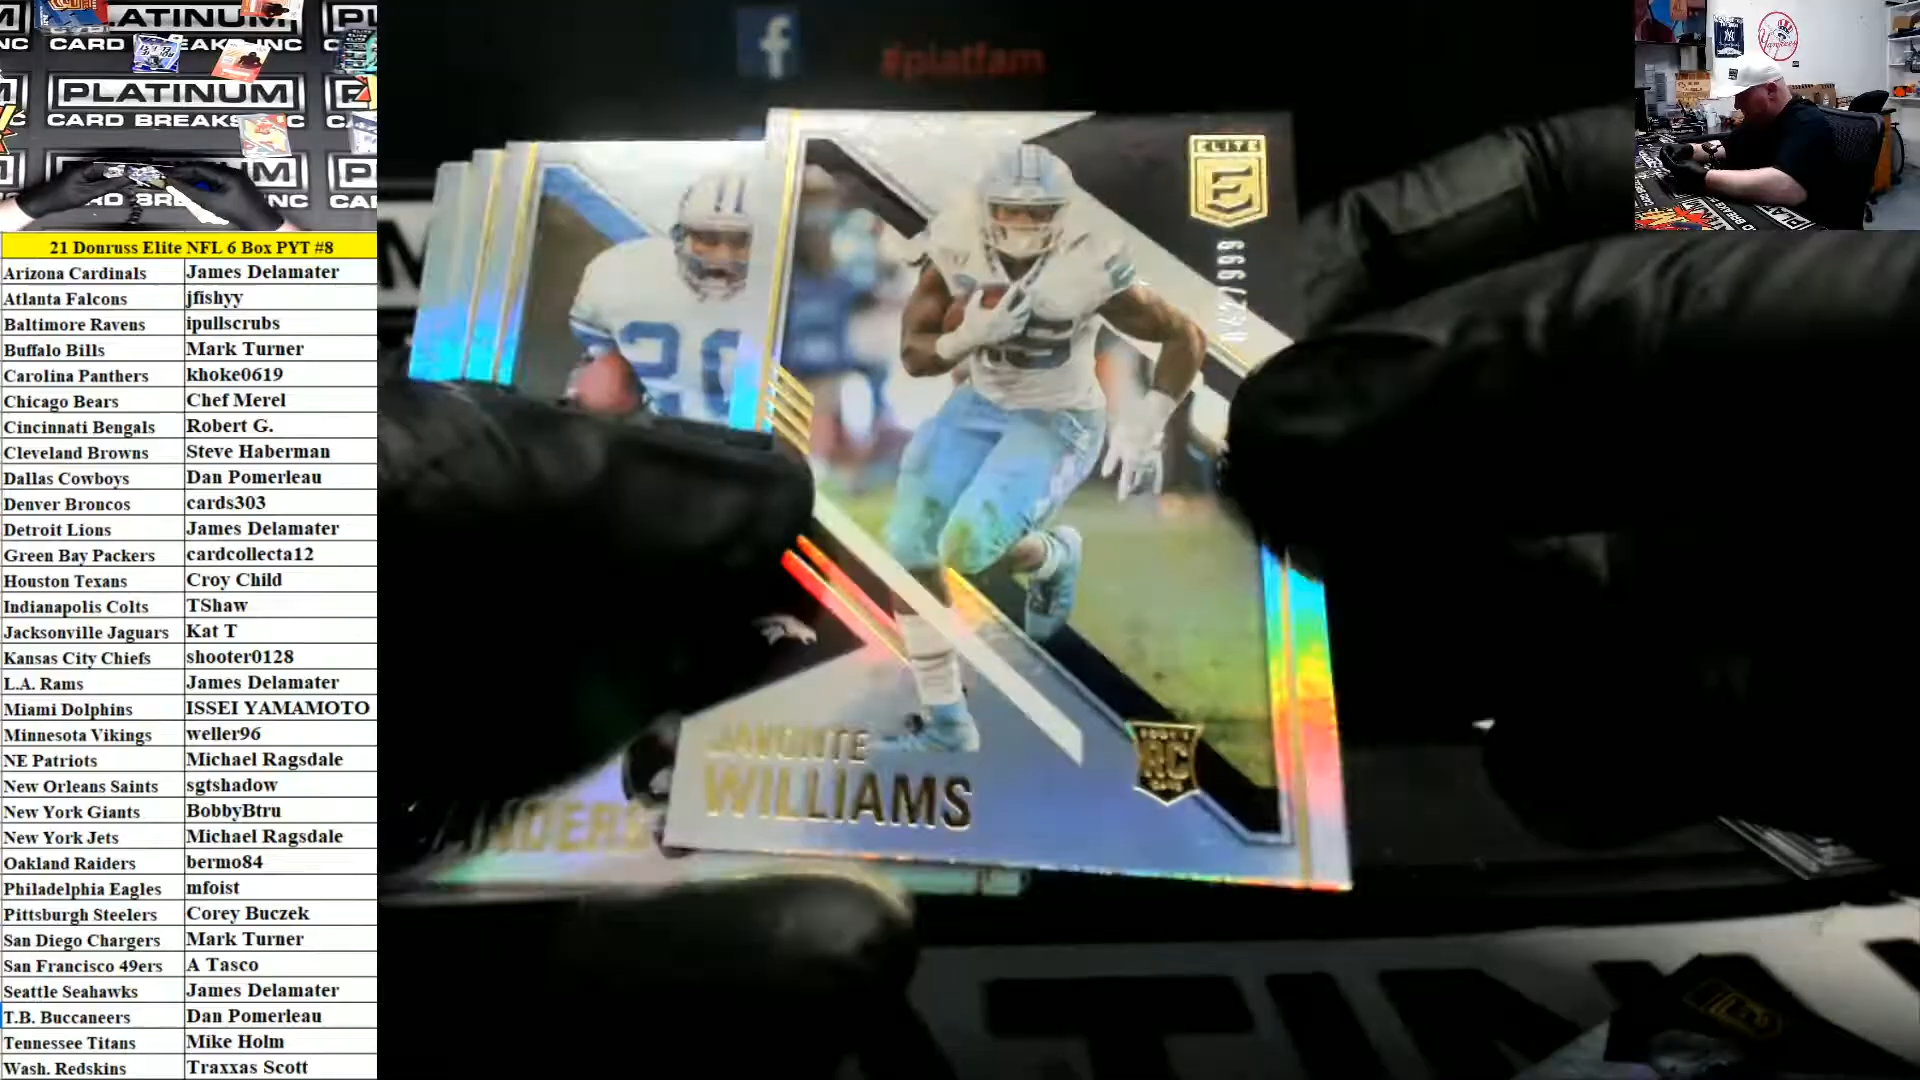 PLATINUM
CARD BREAKS INC
PLATINUM
CARD BREAKS
#platfam
Yankees
21 Donruss Elite NFL 6 Box PYT #8
Arizona Cardinals James Delamater
Atlanta Falcons jfishyy
Baltimore Ravens ipullscrubs
Buffalo Bills Mark Turner
Carolina Panthers khoke0619
Chicago Bears Chef Merel
Cincinnati Bengals Robert G.
Cleveland Browns Steve Haberman
Dallas Cowboys Dan Pomerleau
Denver Broncos cards303
Detroit Lions James Delamater
Green Bay Packers cardcollecta12
Houston Texans Croy Child
Indianapolis Colts TShaw
Jacksonville Jaguars Kat T
Kansas City Chiefs shooter0128
L.A. Rams James Delamater
Miami Dolphins ISSEI YAMAMOTO
Minnesota Vikings weller96
NE Patriots Michael Ragsdale
New Orleans Saints sgtshadow
New York Giants BobbyBtru
New York Jets Michael Ragsdale
Oakland Raiders bermo84
Philadelphia Eagles mfoist
Pittsburgh Steelers Corey Buczek
San Diego Chargers Mark Turner
San Francisco 49ers A Tasco
Seattle Seahawks James Delamater
T.B. Buccaneers Dan Pomerleau
Tennessee Titans Mike Holm
Wash. Redskins Traxxas Scott
ELITE
E
20
JAVONTE
WILLIAMS
RC